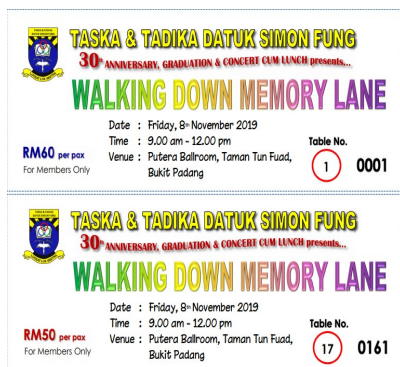 TASKA & TADIKA DATUK SIMON FUNG
30th ANNIVERSARY, GRADUATION & CONCERT CUM LUNCH presents...
WALKING DOWN MEMORY LANE
Date : Friday, 8th November 2019
Time : 9.00 am - 12.00 pm
Venue : Putera Ballroom, Taman Tun Fuad,
Bukit Padang
RM60 per pax
For Members Only
Table No.
1
0001
TASKA & TADIKA DATUK SIMON FUNG
30th ANNIVERSARY, GRADUATION & CONCERT CUM LUNCH presents...
WALKING DOWN MEMORY LANE
Date : Friday, 8th November 2019
Time : 9.00 am - 12.00 pm
Venue : Putera Ballroom, Taman Tun Fuad,
Bukit Padang
RM50 per pax
For Members Only
Table No.
17
0161